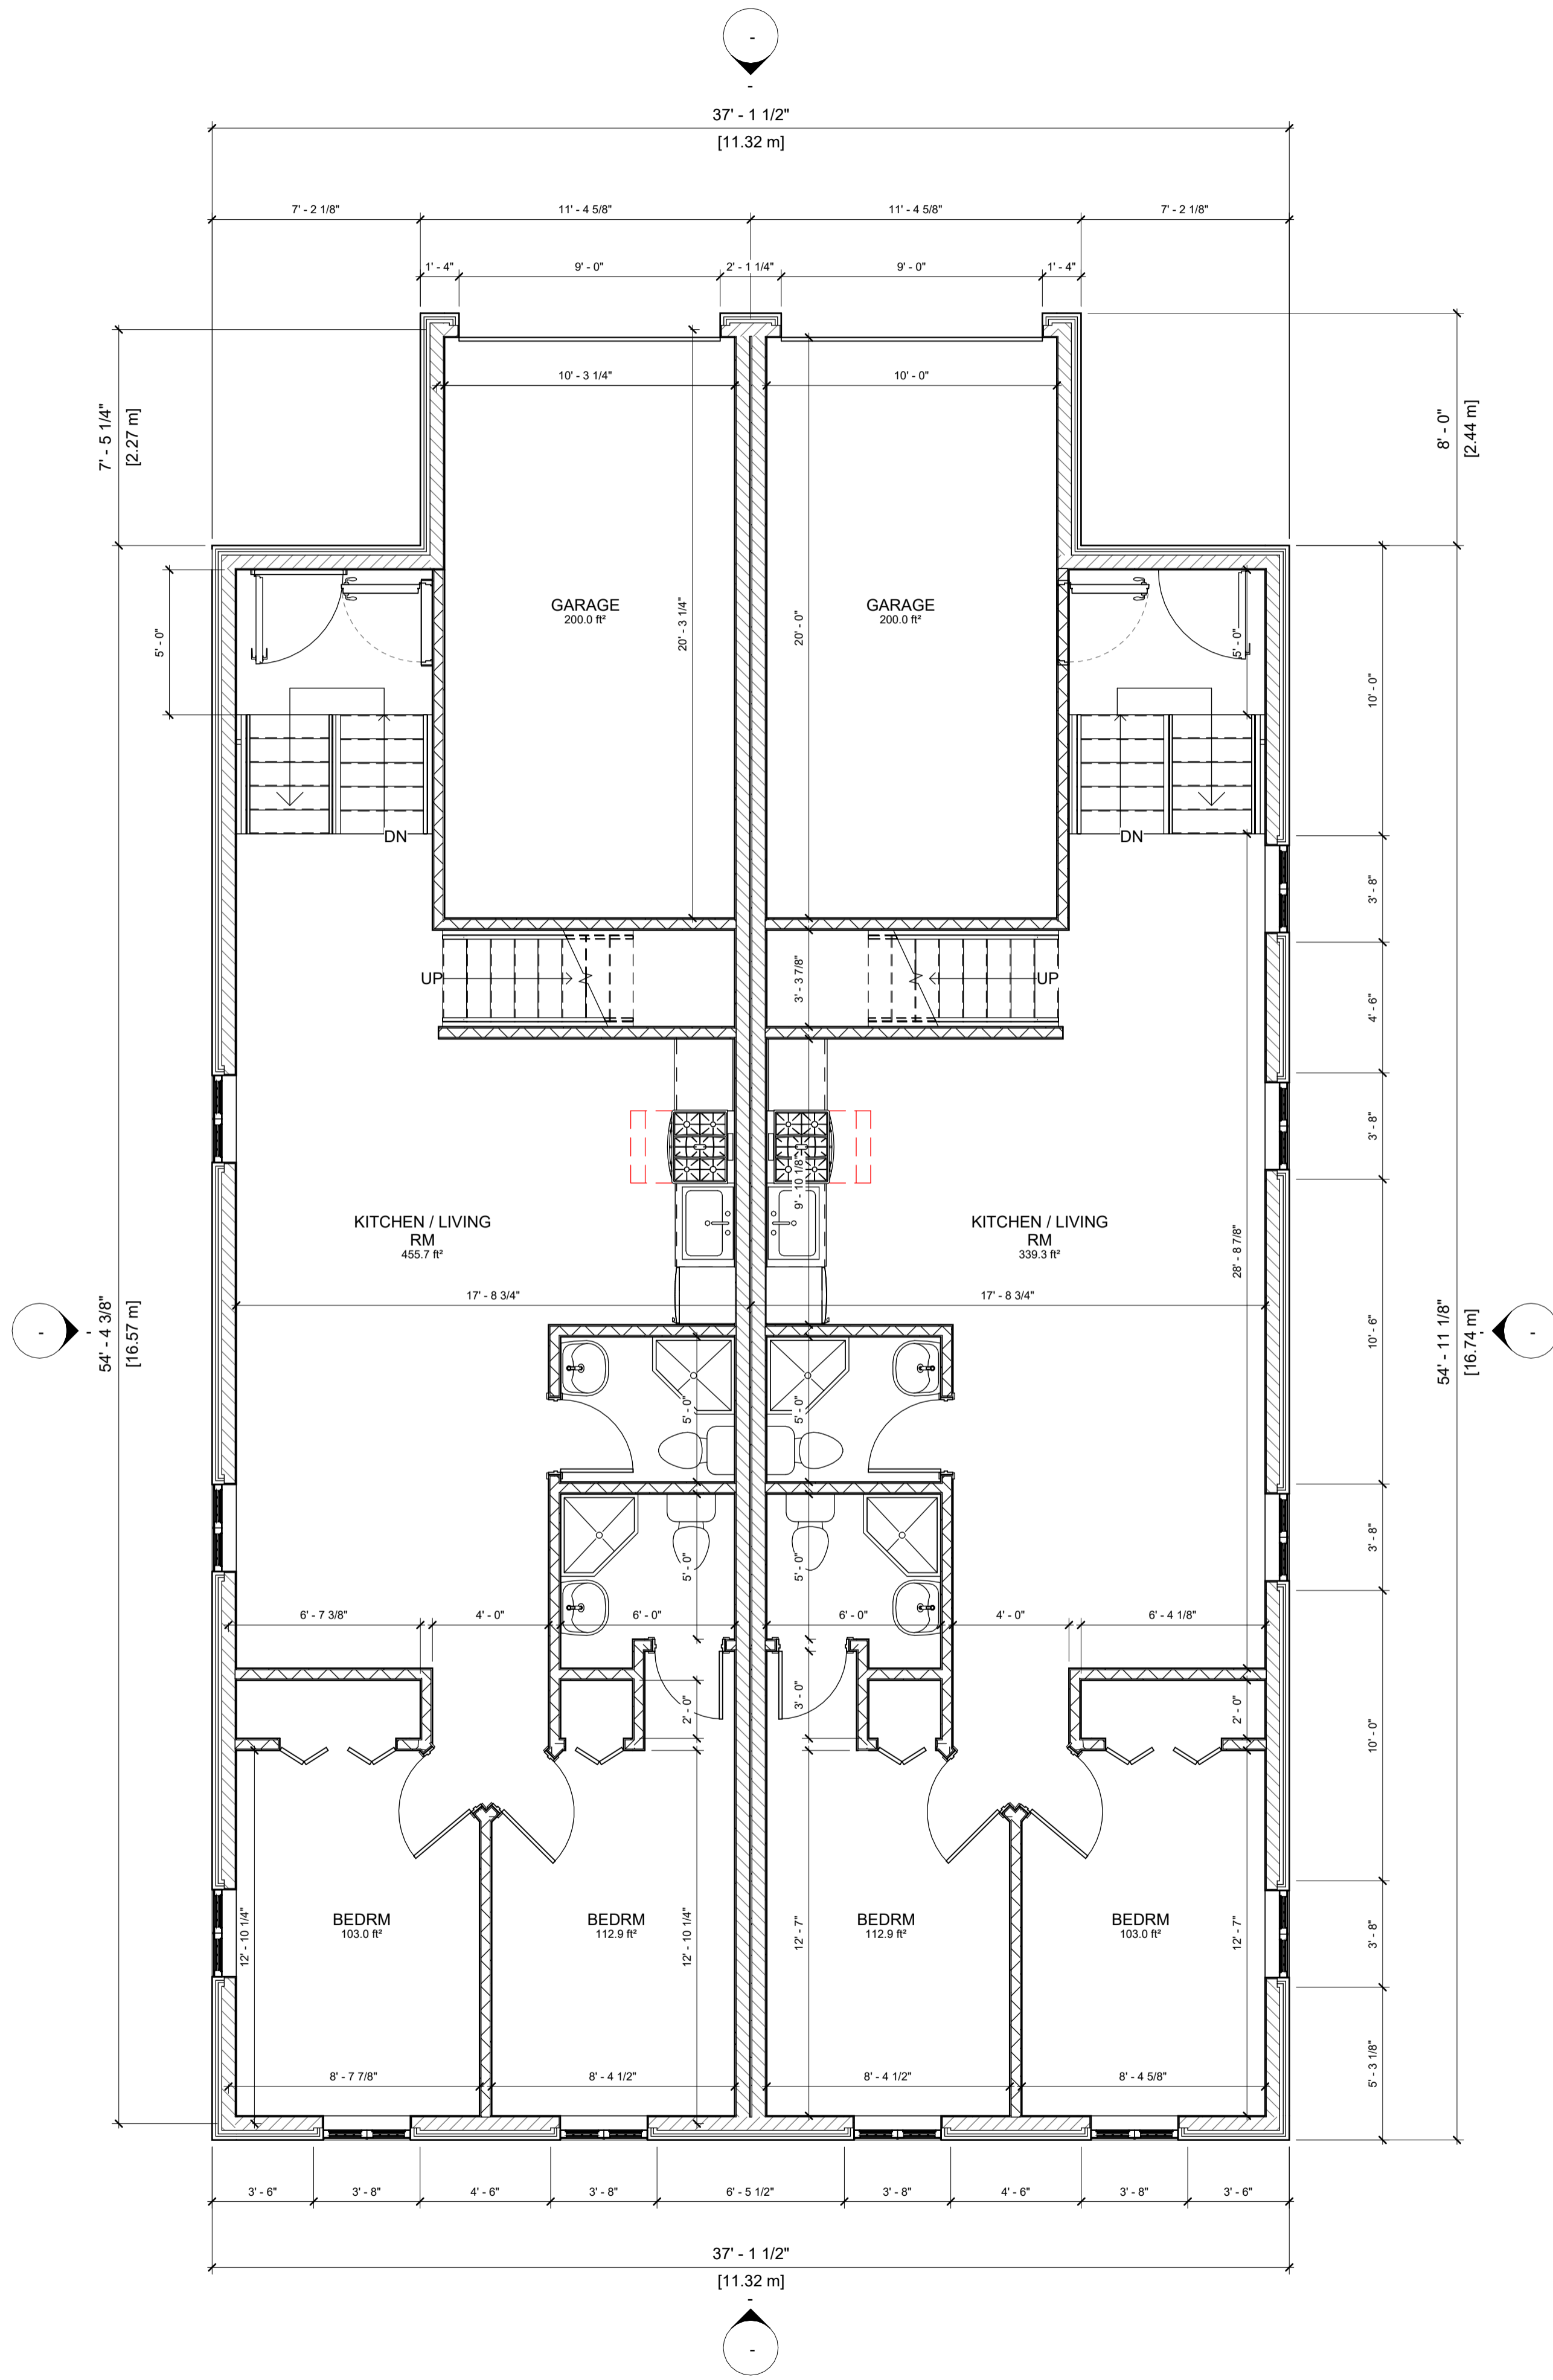 -
-
37' - 1 1/2"
[11.32 m]
7' - 2 1/8"
11' - 4 5/8"
11' - 4 5/8"
7' - 2 1/8"
1' - 4"
9' - 0"
2' - 1 1/4"
9' - 0"
1' - 4"
7' - 5 1/4"
[2.27 m]
8' - 0"
[2.44 m]
10' - 3 1/4"
10' - 0"
GARAGE
200.0 ft²
GARAGE
200.0 ft²
20' - 3 1/4"
20' - 0"
5' - 0"
5' - 0"
10' - 0"
DN
DN
3' - 8"
UP
UP
3' - 3 7/8"
4' - 6"
3' - 8"
9' - 10 1/8"
KITCHEN / LIVING
RM
455.7 ft²
KITCHEN / LIVING
RM
339.3 ft²
28' - 8 7/8"
17' - 8 3/4"
17' - 8 3/4"
-
-
54' - 4 3/8"
[16.57 m]
10' - 6"
54' - 11 1/8"
[16.74 m]
-
-
5' - 0"
5' - 0"
3' - 8"
5' - 0"
5' - 0"
6' - 7 3/8"
4' - 0"
6' - 0"
6' - 0"
4' - 0"
6' - 4 1/8"
2' - 0"
3' - 0"
2' - 0"
10' - 0"
BEDRM
103.0 ft²
BEDRM
112.9 ft²
BEDRM
112.9 ft²
BEDRM
103.0 ft²
12' - 10 1/4"
12' - 10 1/4"
12' - 7"
12' - 7"
3' - 8"
8' - 7 7/8"
8' - 4 1/2"
8' - 4 1/2"
8' - 4 5/8"
5' - 3 1/8"
3' - 6"
3' - 8"
4' - 6"
3' - 8"
6' - 5 1/2"
3' - 8"
4' - 6"
3' - 8"
3' - 6"
37' - 1 1/2"
[11.32 m]
-
-